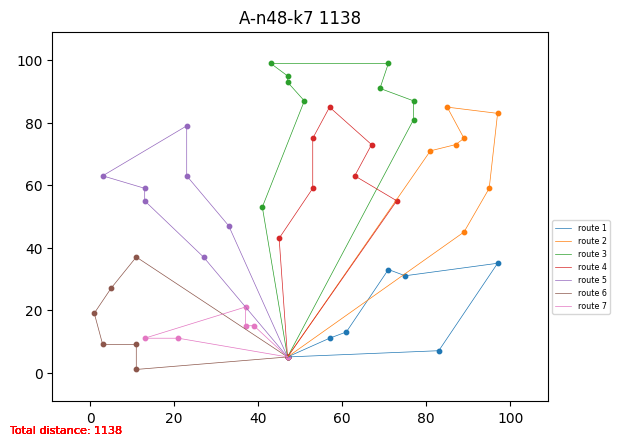 A-n48-k7 1138
100
80
60
40
20
0
0 20 40 60 80 100
route 1
route 2
route 3
route 4
route 5
route 6
route 7
Total distance: 1138